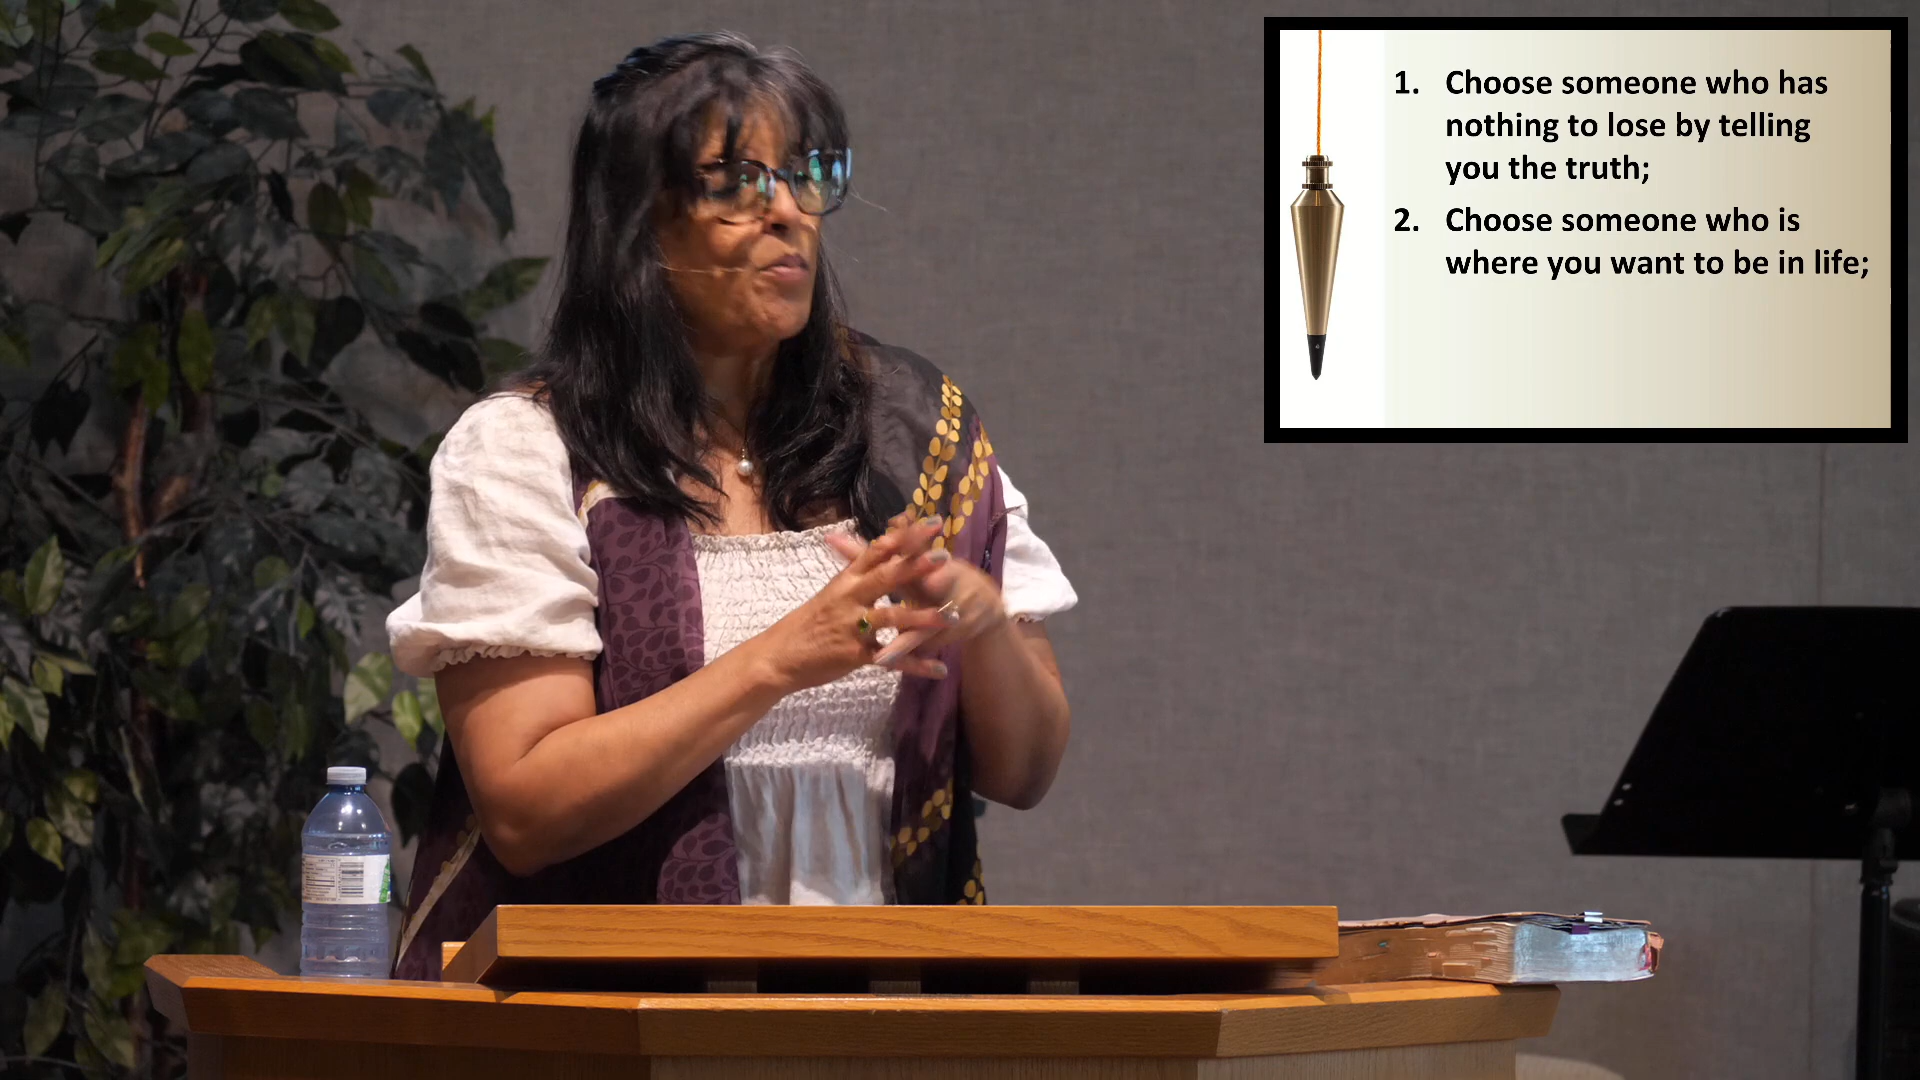 1. Choose someone who has
nothing to lose by telling
you the truth;
2. Choose someone who is
where you want to be in life;